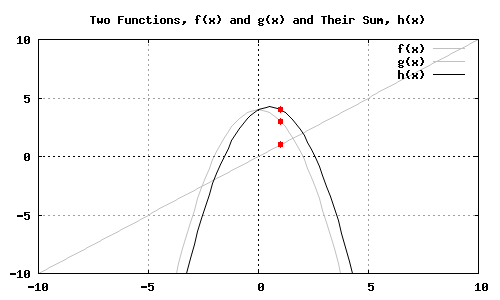 Two Functions, f(x) and g(x) and Their Sum, h(x)
10
f(x)
g(x)
h(x)
5
0
-5
-10
-10
-5
0
5
10